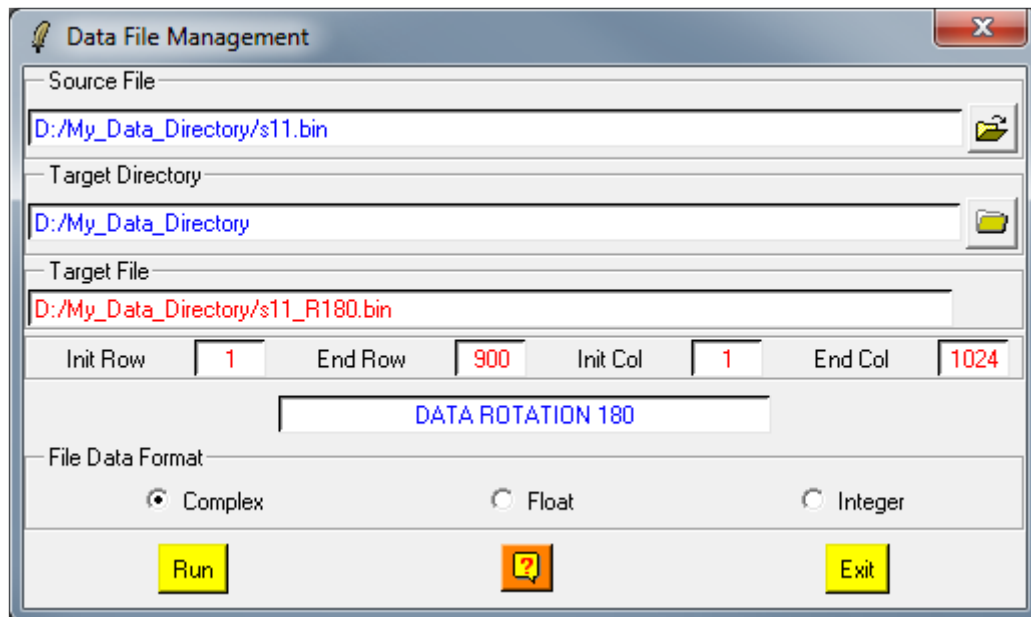 Data File Management
Source File
D:/My_Data_Directory/s11.bin
Target Directory
D:/My_Data_Directory
Target File
D:/My_Data_Directory/s11_R180.bin
Init Row 1 End Row 900 Init Col 1 End Col 1024
DATA ROTATION 180
File Data Format
Complex Float Integer
Run ? Exit